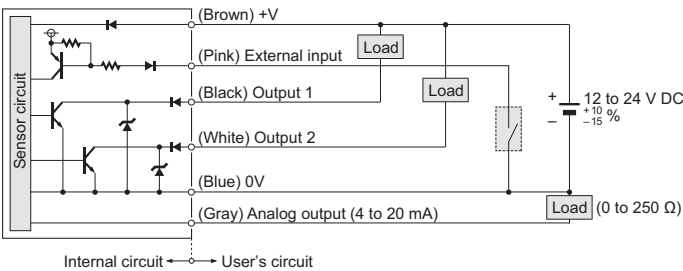 (Brown) +V
Load
(Pink) External input
(Black) Output 1
Load
+ 12 to 24 V DC
– +10 –15 %
Sensor circuit
(White) Output 2
(Blue) 0V
(Gray) Analog output (4 to 20 mA)
Load (0 to 250 Ω)
Internal circuit
User's circuit